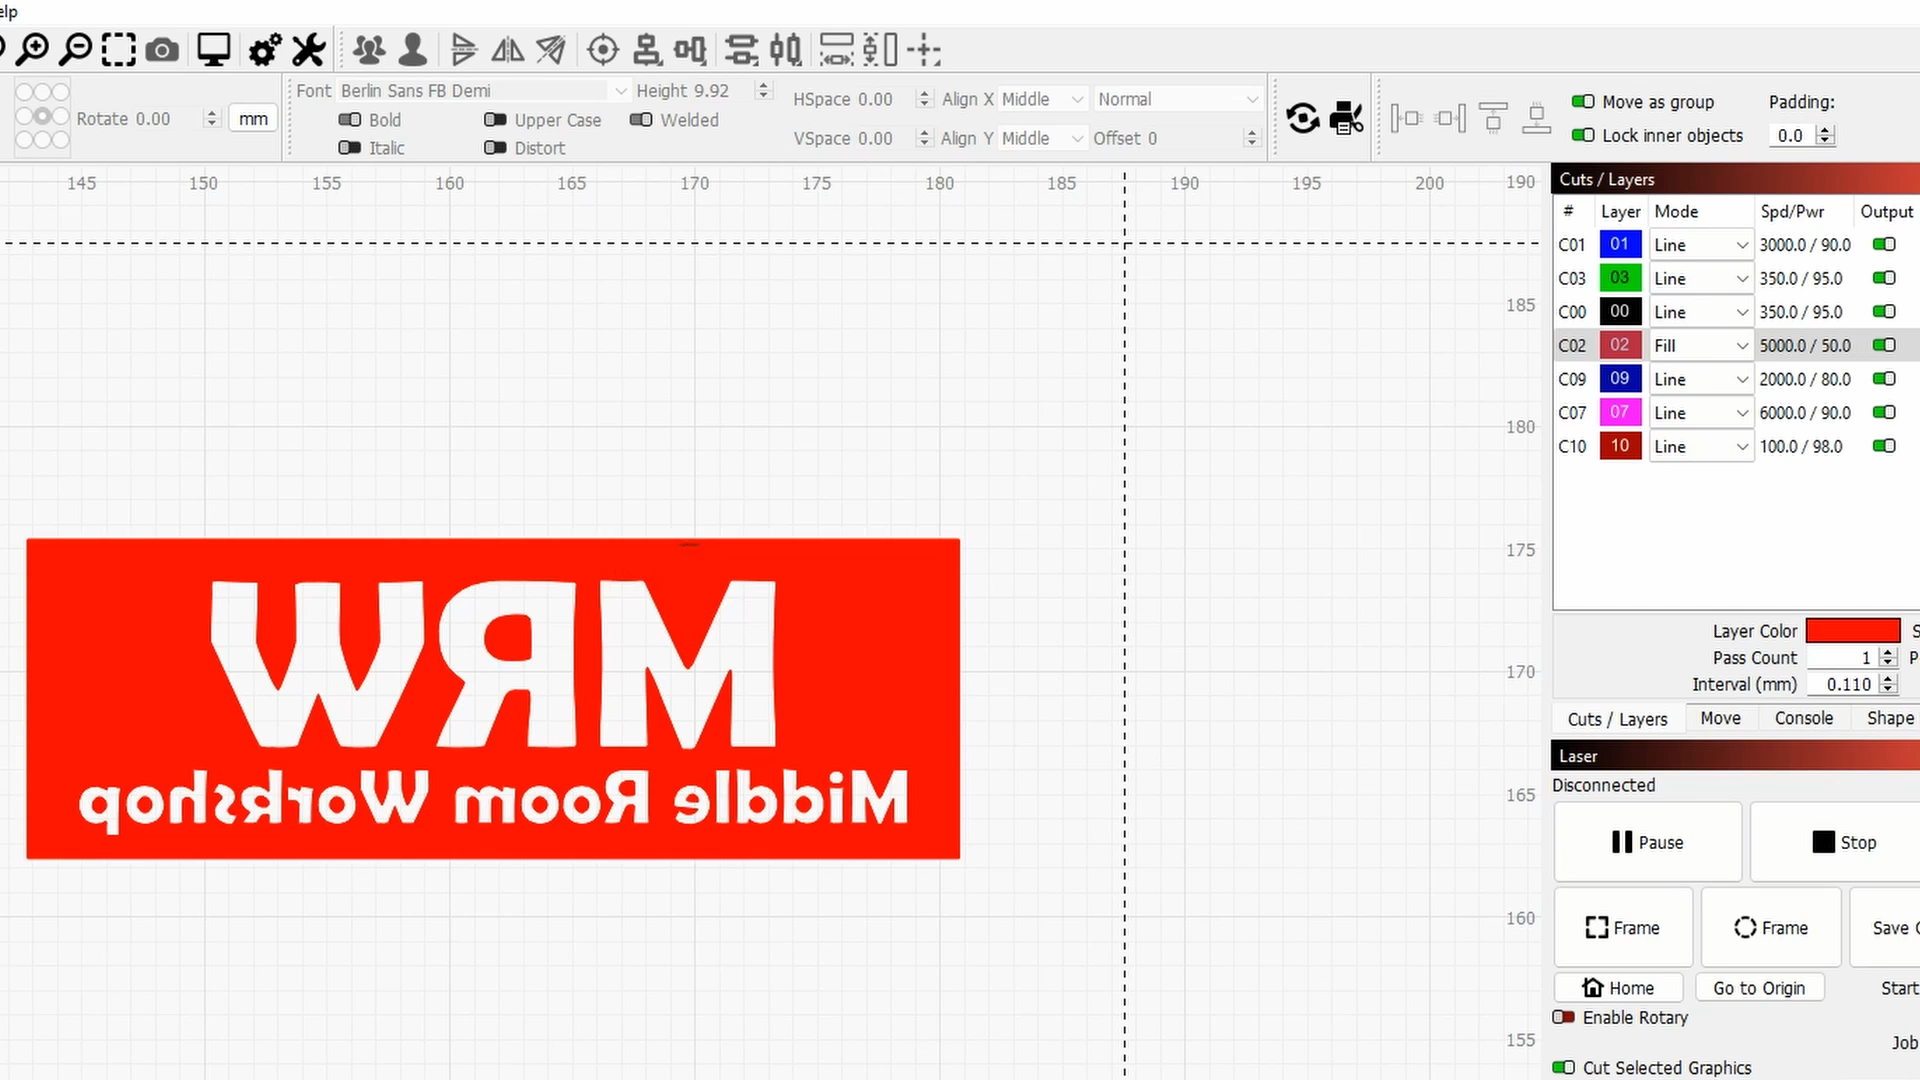 elp
Rotate 0.00
mm
Font Berlin Sans FB Demi
Height 9.92
Bold
Upper Case
Welded
Italic
Distort
HSpace 0.00
Align X Middle
Normal
VSpace 0.00
Align Y Middle
Offset 0
Move as group
Lock inner objects
Padding:
0.0
145 150 155 160 165 170 175 180 185 190 195 200 190
185
180
175
170
165
160
155
MRW
Middle Room Workshop
Cuts / Layers
# Layer Mode Spd/Pwr Output
C01 01 Line 3000.0 / 90.0
C03 03 Line 350.0 / 95.0
C00 00 Line 350.0 / 95.0
C02 02 Fill 5000.0 / 50.0
C09 09 Line 2000.0 / 80.0
C07 07 Line 6000.0 / 90.0
C10 10 Line 100.0 / 98.0
Layer Color S
Pass Count 1 P
Interval (mm) 0.110
Cuts / Layers Move Console Shape
Laser
Disconnected
Pause Stop
Frame Frame Save
Home Go to Origin Start
Enable Rotary
Job
Cut Selected Graphics